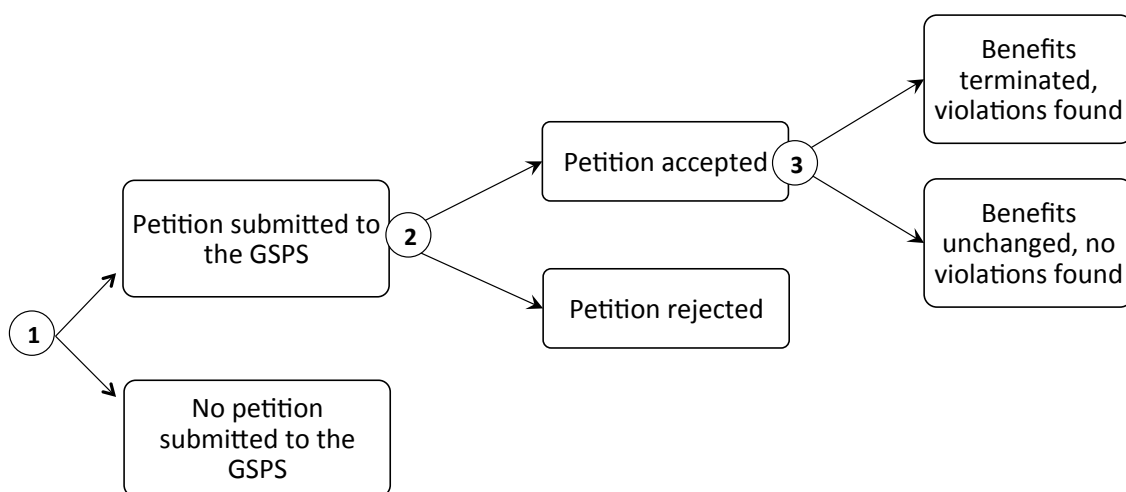 1
Petition submitted to
the GSPS
No petition
submitted to the
GSPS
2
Petition accepted
Petition rejected
3
Benefits
terminated,
violations found
Benefits
unchanged, no
violations found